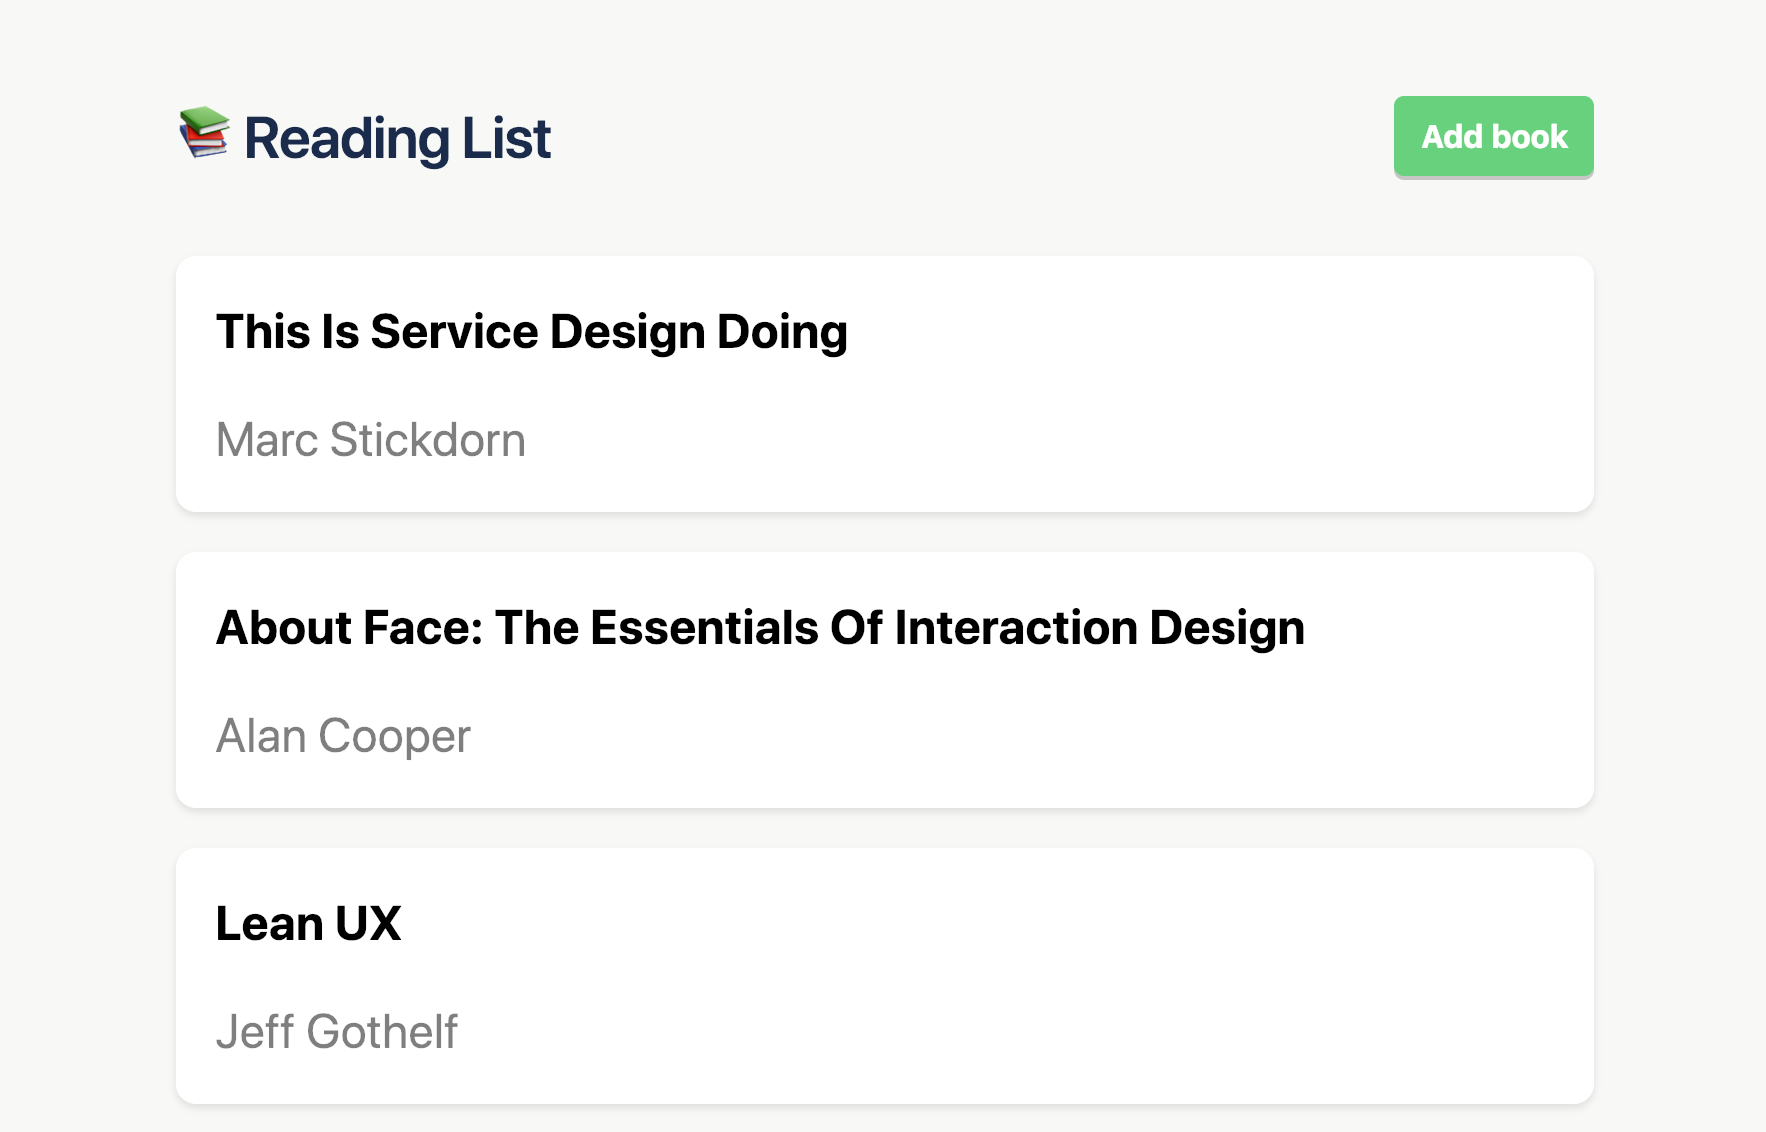 Reading List
Add book
This Is Service Design Doing
Marc Stickdorn
About Face: The Essentials Of Interaction Design
Alan Cooper
Lean UX
Jeff Gothelf